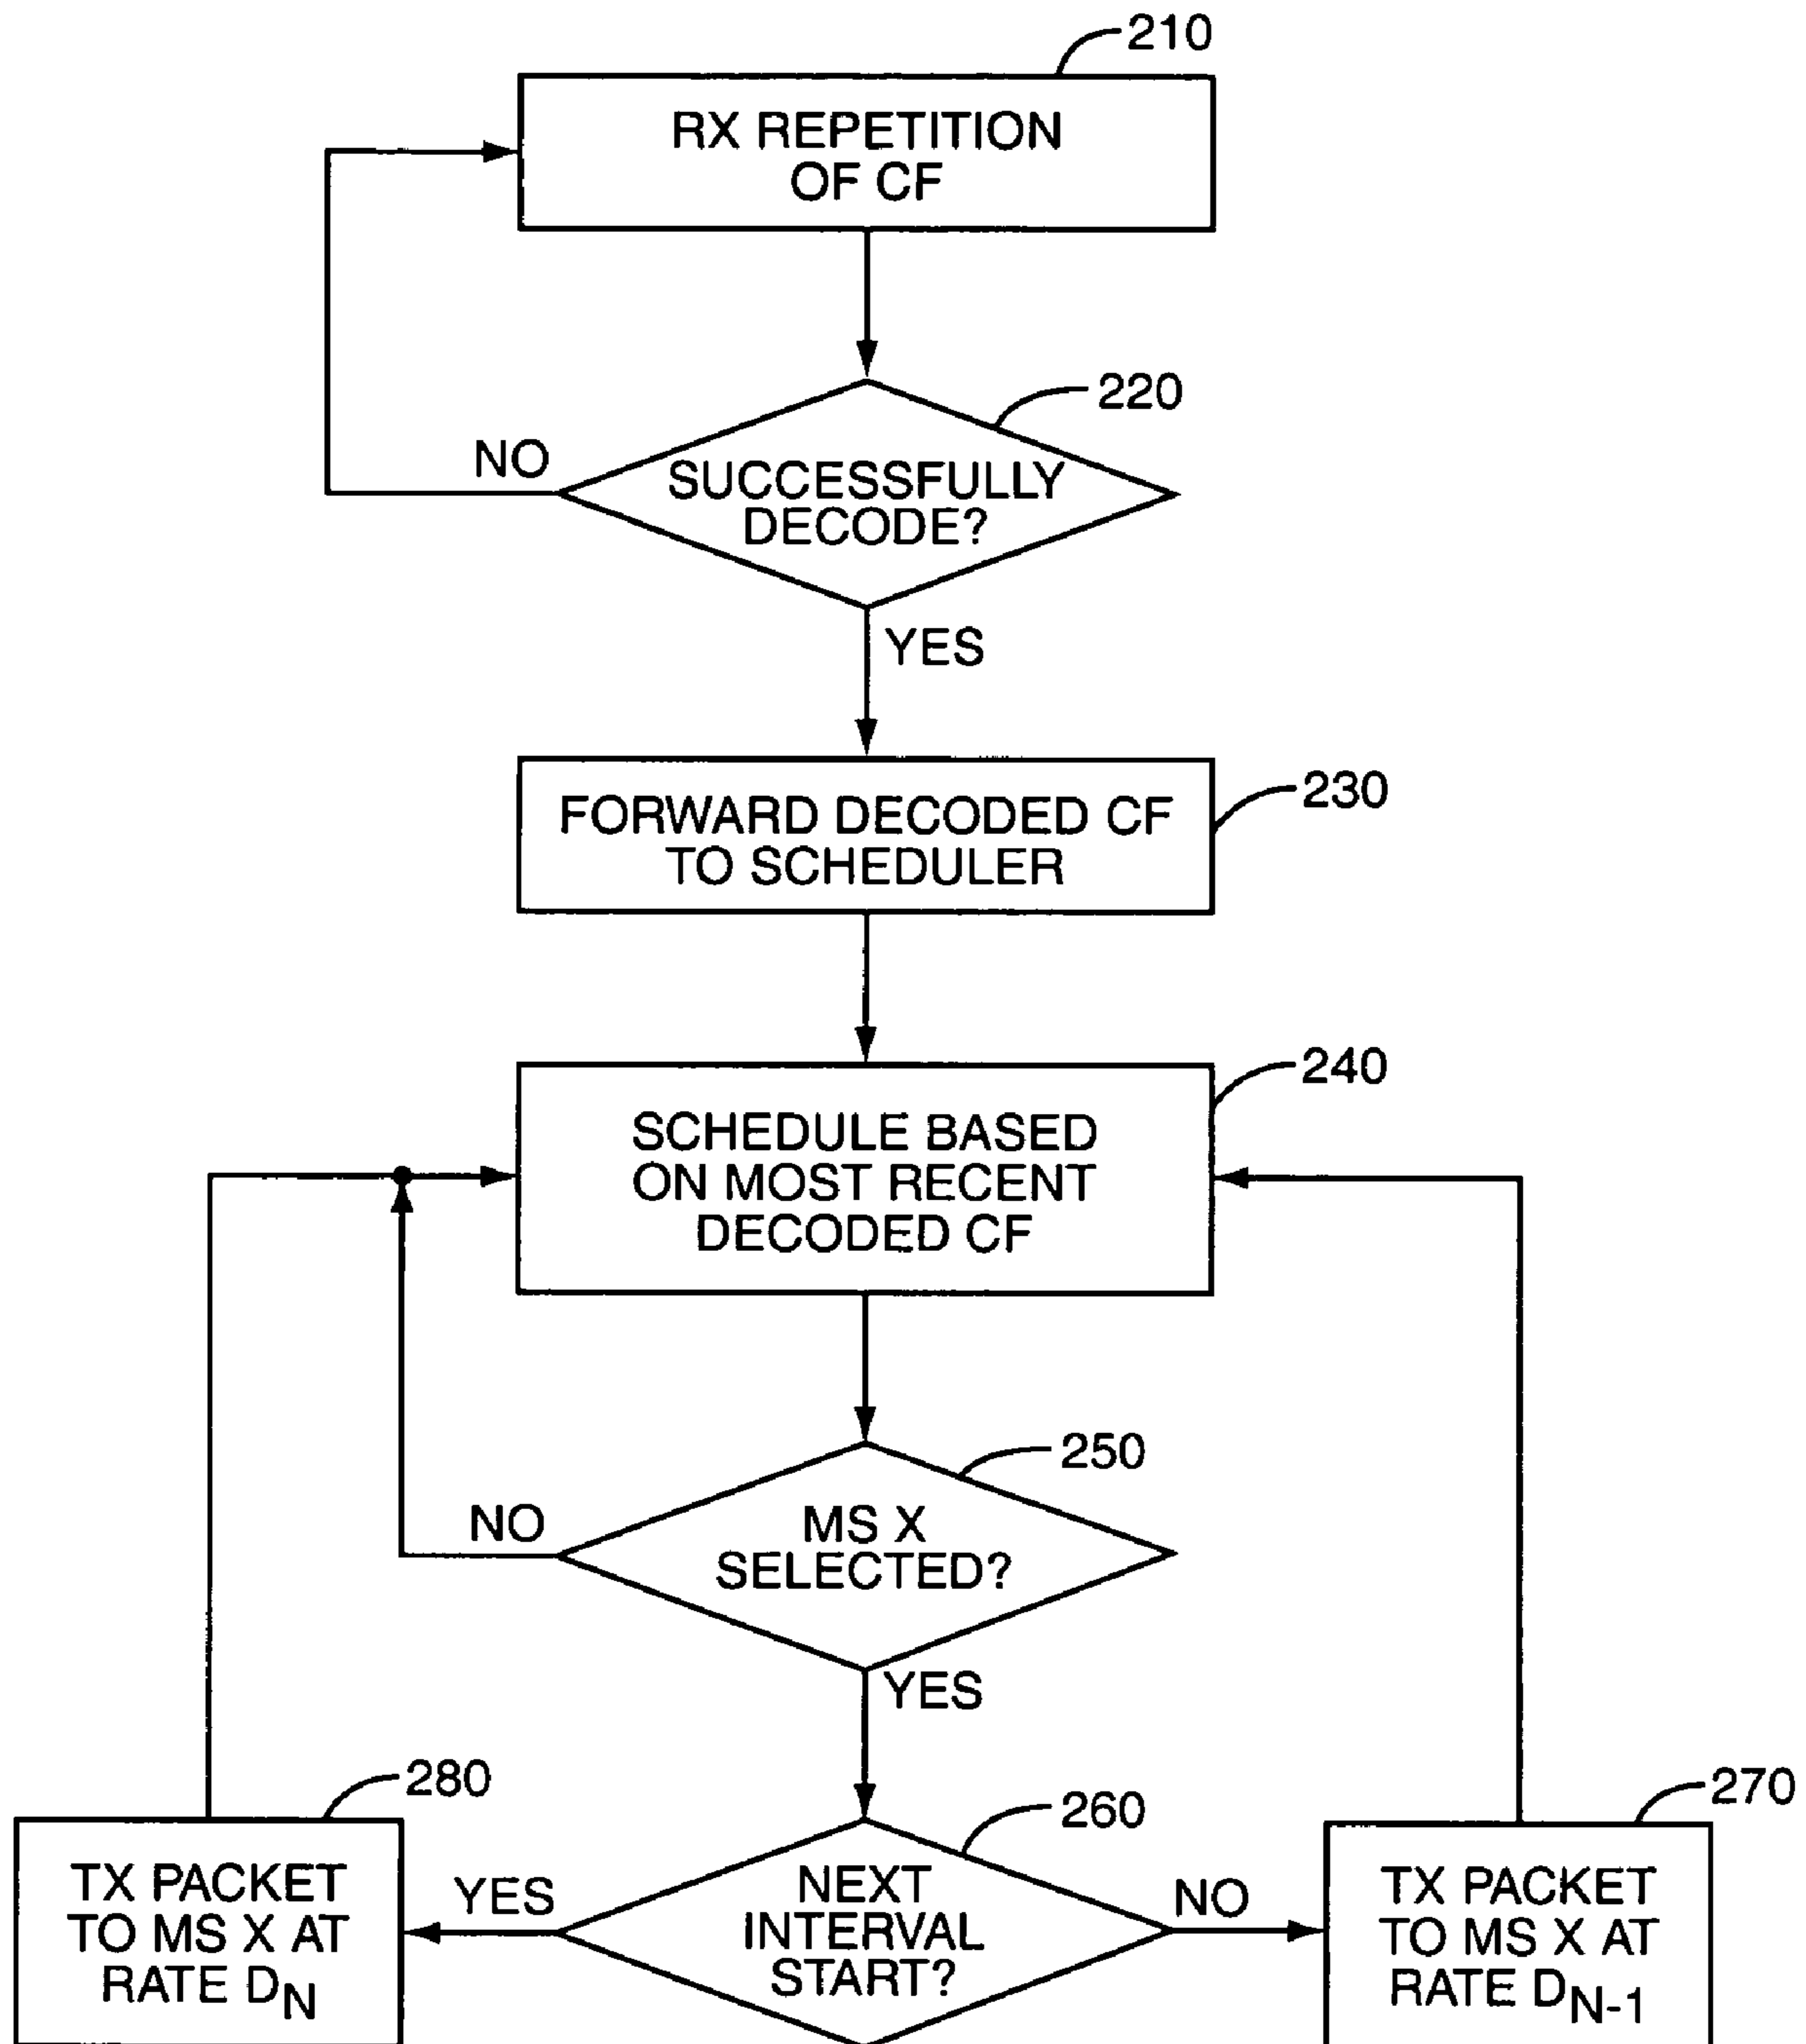 210
RX REPETITION
OF CF
220
NO
SUCCESSFULLY
DECODE?
YES
230
FORWARD DECODED CF
TO SCHEDULER
240
SCHEDULE BASED
ON MOST RECENT
DECODED CF
250
NO
MS X
SELECTED?
YES
280
260
270
TX PACKET
TO MS X AT
RATE DN
YES
NEXT
INTERVAL
START?
NO
TX PACKET
TO MS X AT
RATE DN-1